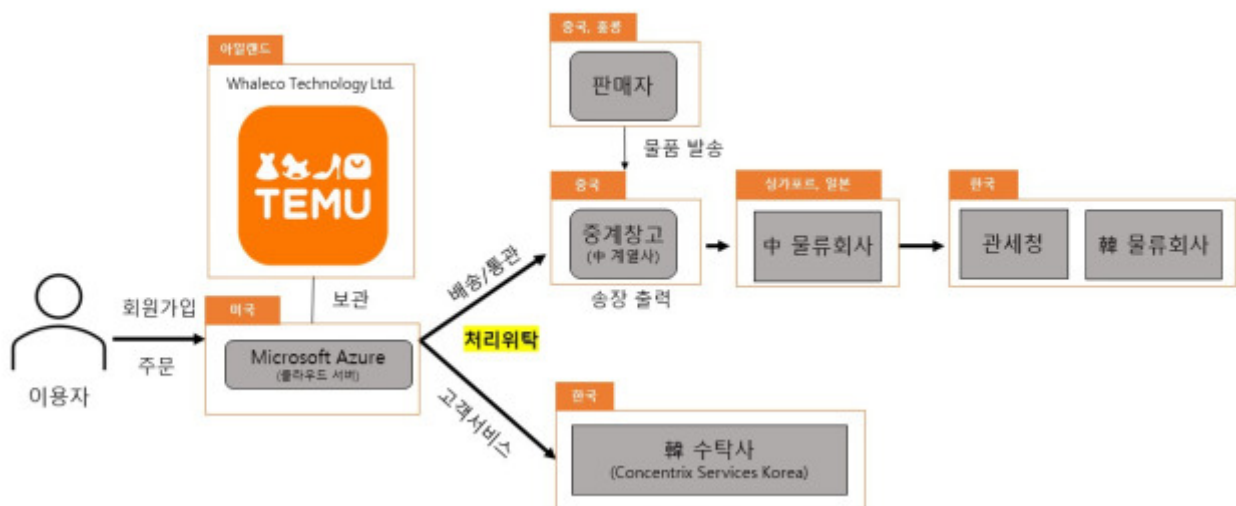 아일랜드
Whaleco Technology Ltd.
TEMU
중국, 홍콩
판매자
물품 발송
중국
중계창고
(中 계열사)
송장 출력
싱가포르, 일본
中 물류회사
한국
관세청
韓 물류회사
이용자
회원가입
주문
보관
미국
Microsoft Azure
(클라우드 서버)
배송/통관
처리위탁
고객서비스
한국
韓 수탁사
(Concentrix Services Korea)